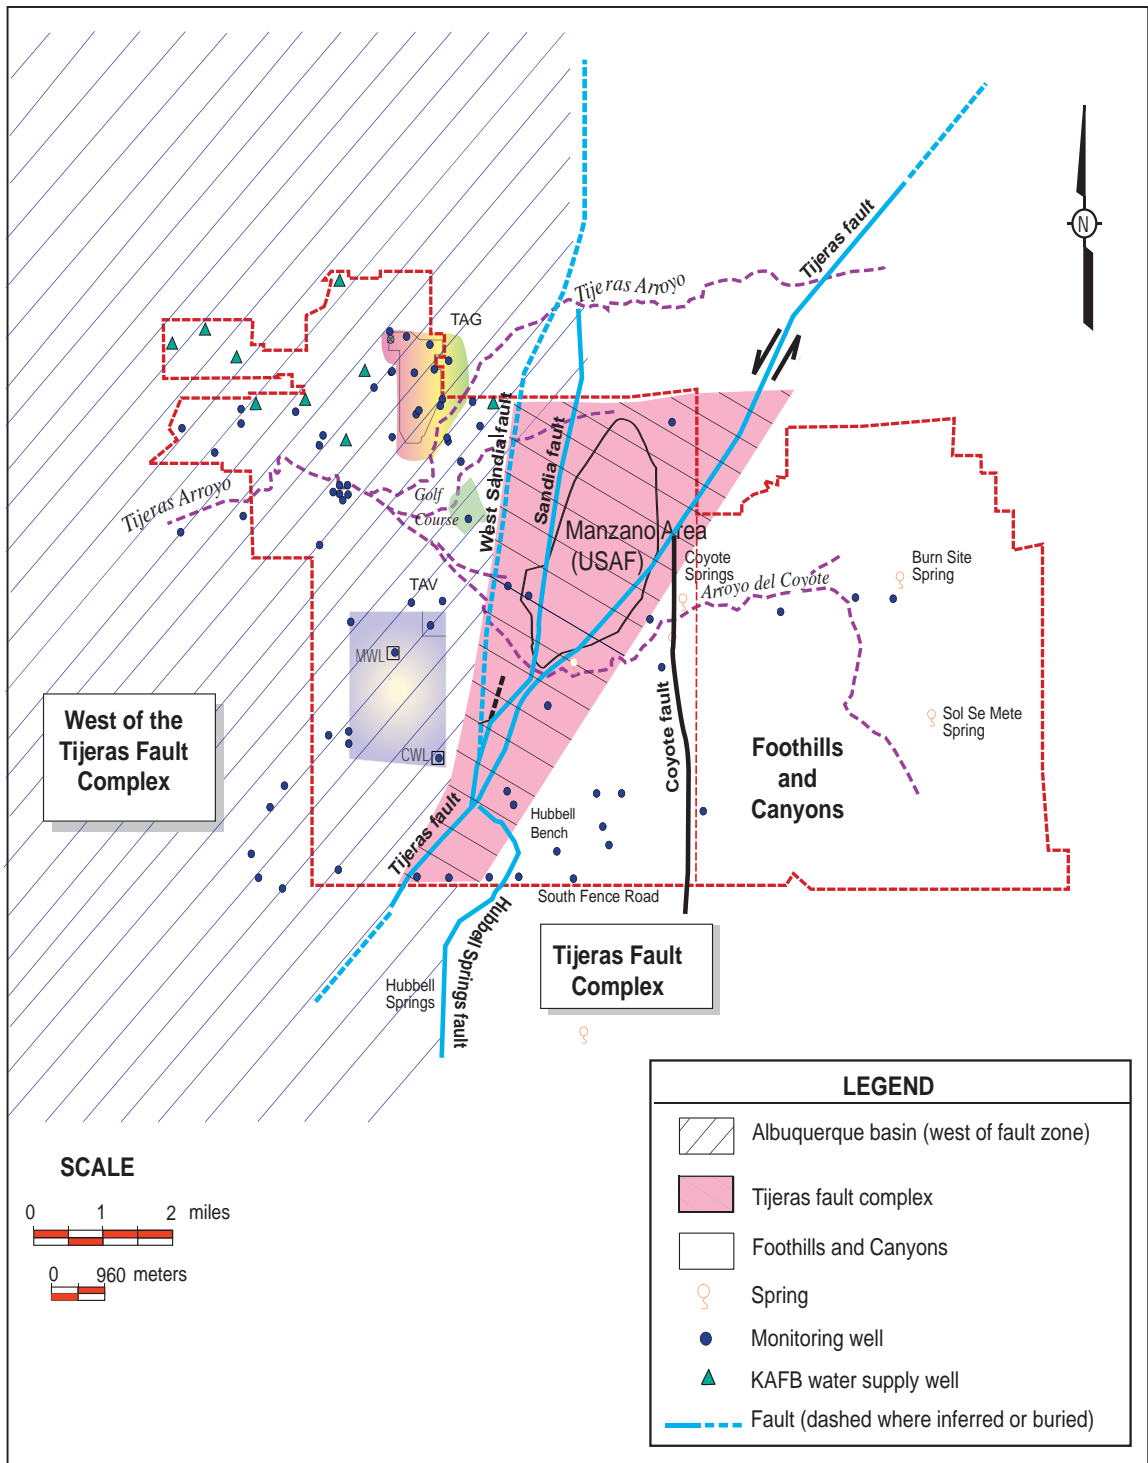 N
Tijeras fault
Tijeras Arroyo
TAG
West Sandia fault
Sandia fault
Golf
Course
Tijeras Arroyo
Manzano Area
(USAF)
Coyote
Springs
Arroyo del Coyote
Burn Site
Spring
TAV
MWL
CWL
West of the
Tijeras Fault
Complex
Sol Se Mete
Spring
Coyote fault
Foothills
and
Canyons
Tijeras fault
Hubbell
Bench
South Fence Road
Hubbell Springs fault
Tijeras Fault
Complex
Hubbell
Springs
LEGEND
Albuquerque basin (west of fault zone)
Tijeras fault complex
Foothills and Canyons
Spring
Monitoring well
KAFB water supply well
Fault (dashed where inferred or buried)
SCALE
0 1 2 miles
0 960 meters